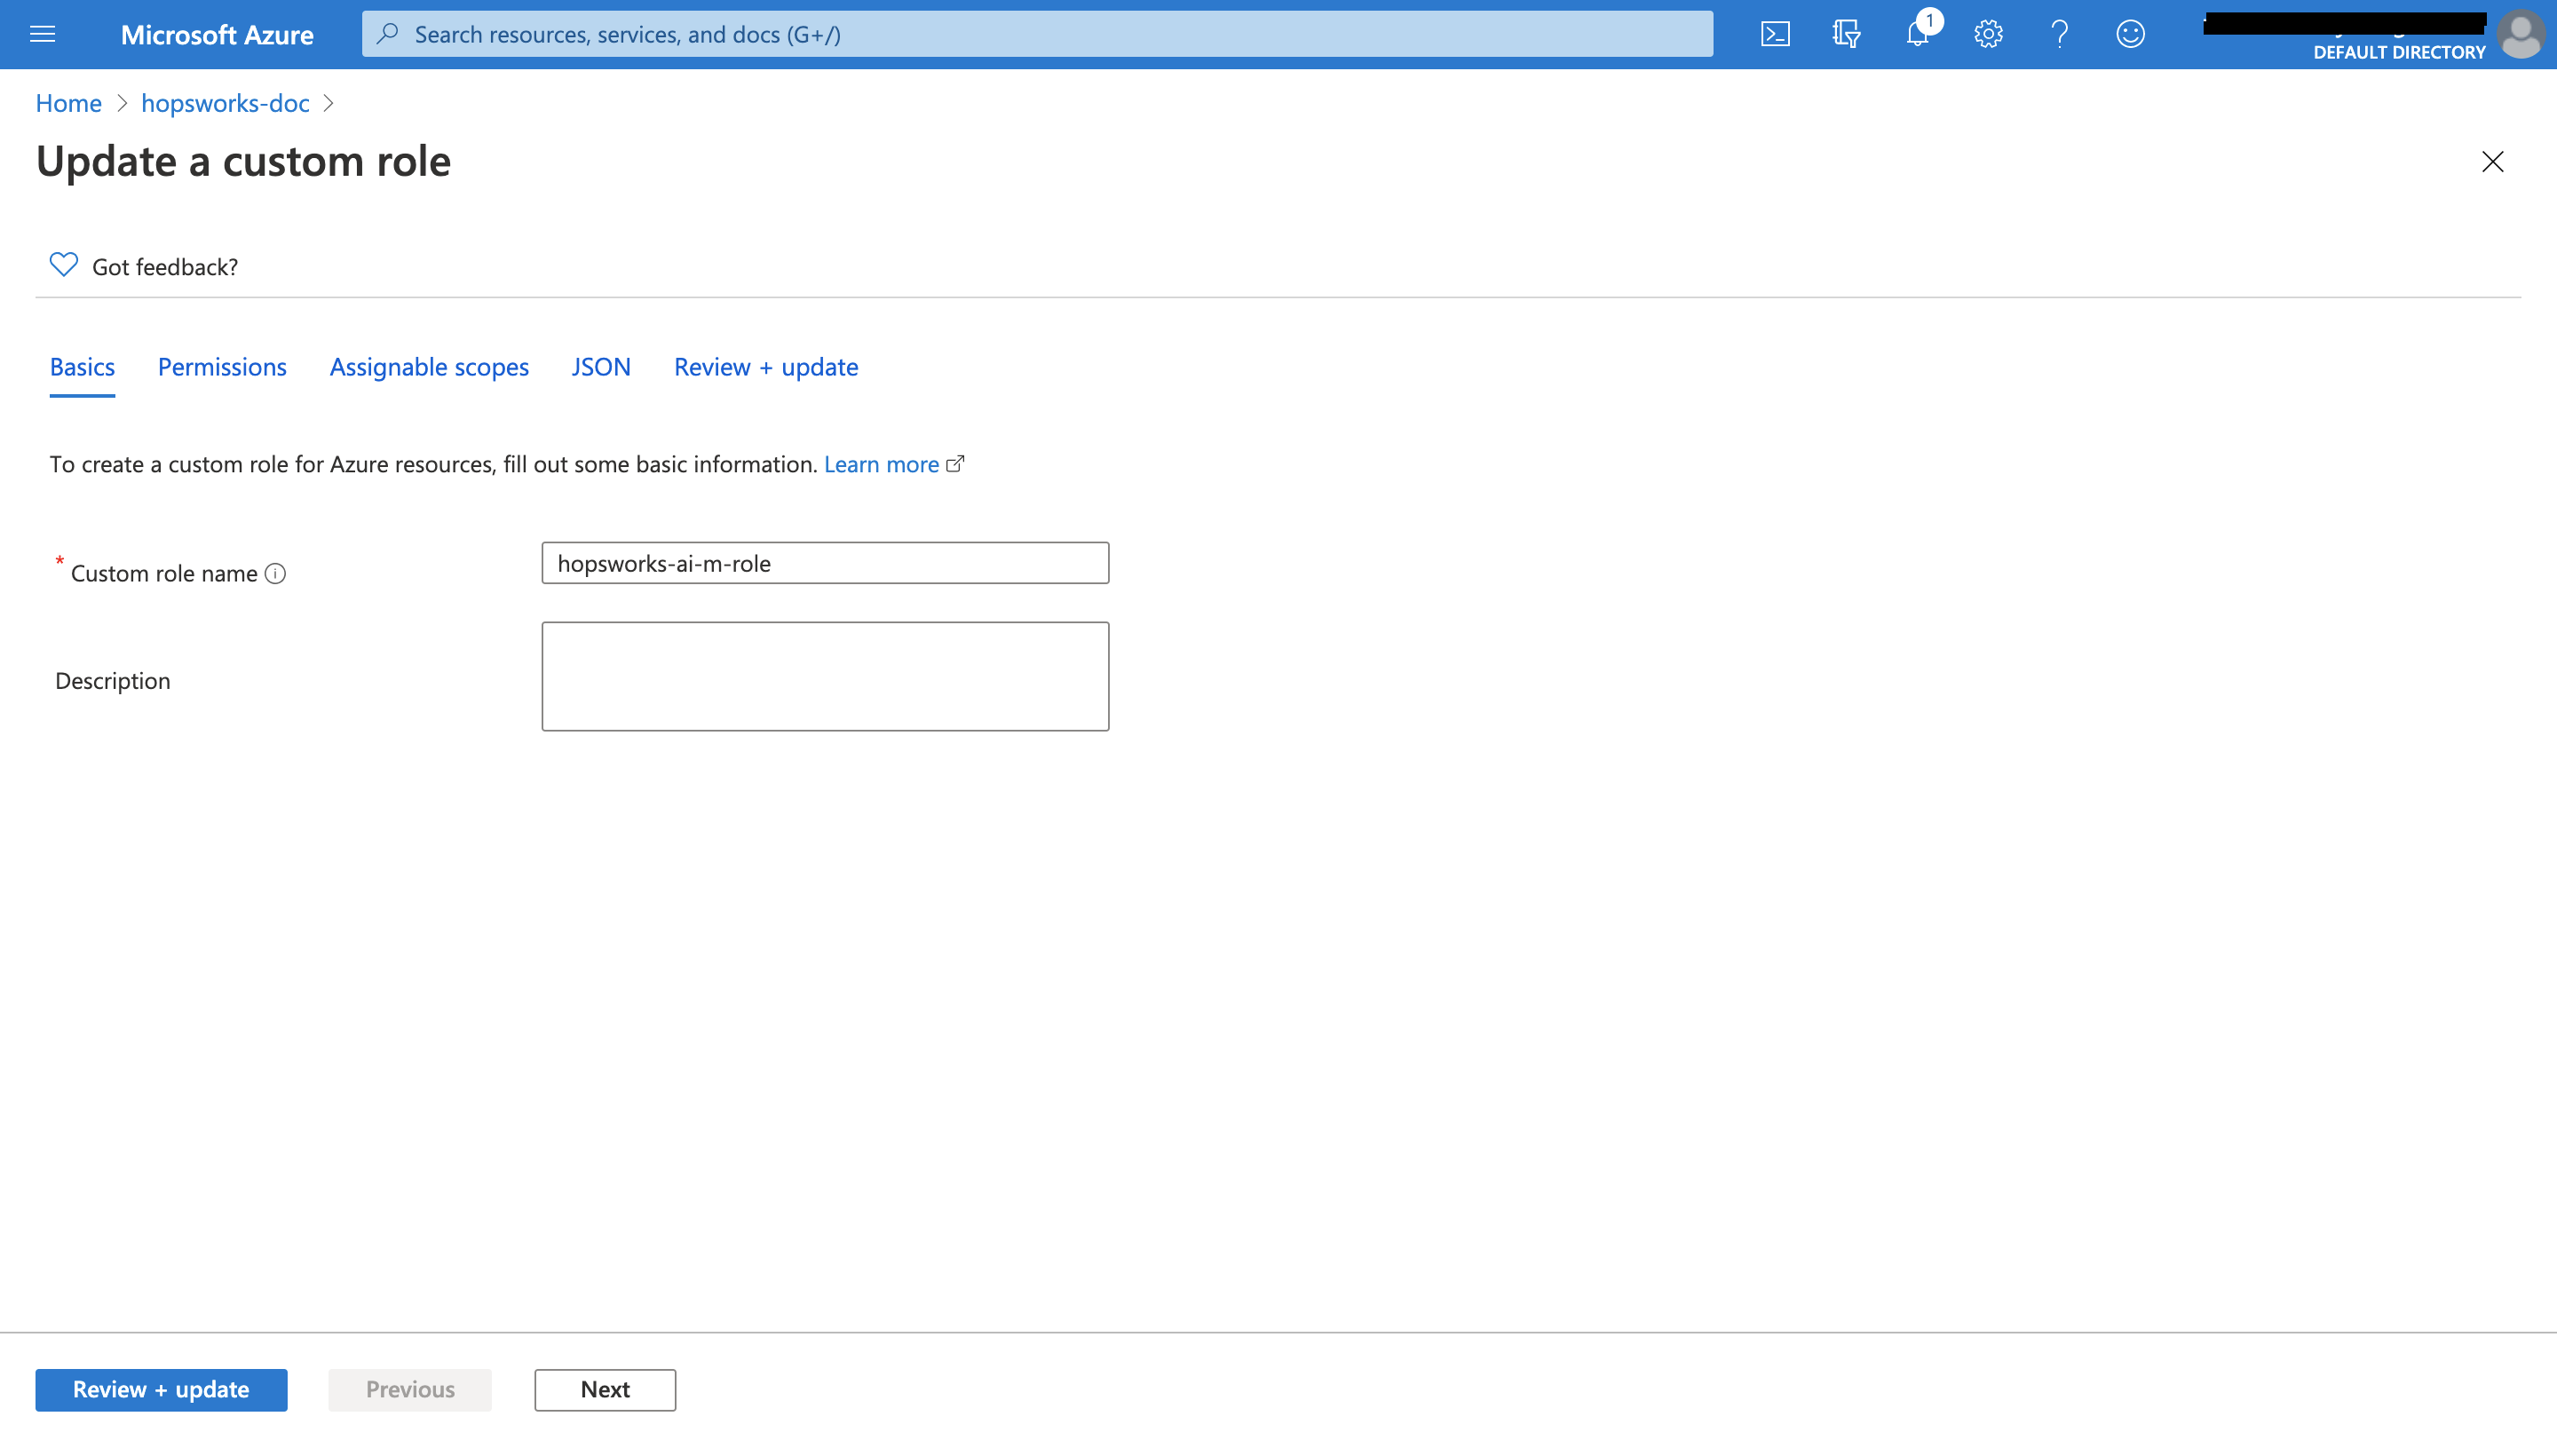 Microsoft Azure
Search resources, services, and docs (G+/)
1
DEFAULT DIRECTORY
Home > hopsworks-doc >
Update a custom role
Got feedback?
Basics Permissions Assignable scopes JSON Review + update
To create a custom role for Azure resources, fill out some basic information. Learn more
* Custom role name
hopsworks-ai-m-role
Description
Review + update Previous Next